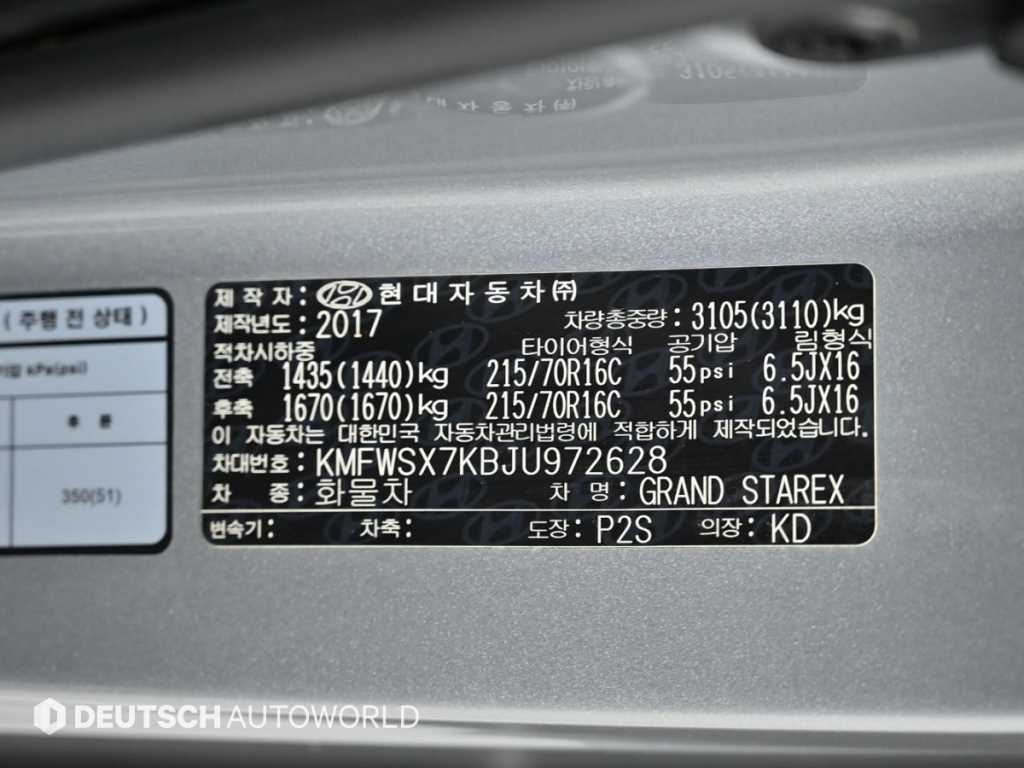 ( 주행 전 상태 )
kPa(psi)
후 륜
350(51)
제 작 자 : 현대자동차㈜
제작년도 : 2017 차량총중량 : 3105(3110)kg
적차시하중 타이어형식 공기압 림형식
전축 1435(1440)kg 215/70R16C 55psi 6.5JX16
후축 1670(1670)kg 215/70R16C 55psi 6.5JX16
이 자동차는 대한민국 자동차관리법령에 적합하게 제작되었습니다.
차대번호 : KMFWSX7KBJU972628
차 종 : 화물차 차 명 : GRAND STAREX
변속기 : 차축 : 도장 : P2S 의장 : KD
DEUTSCH AUTOWORLD